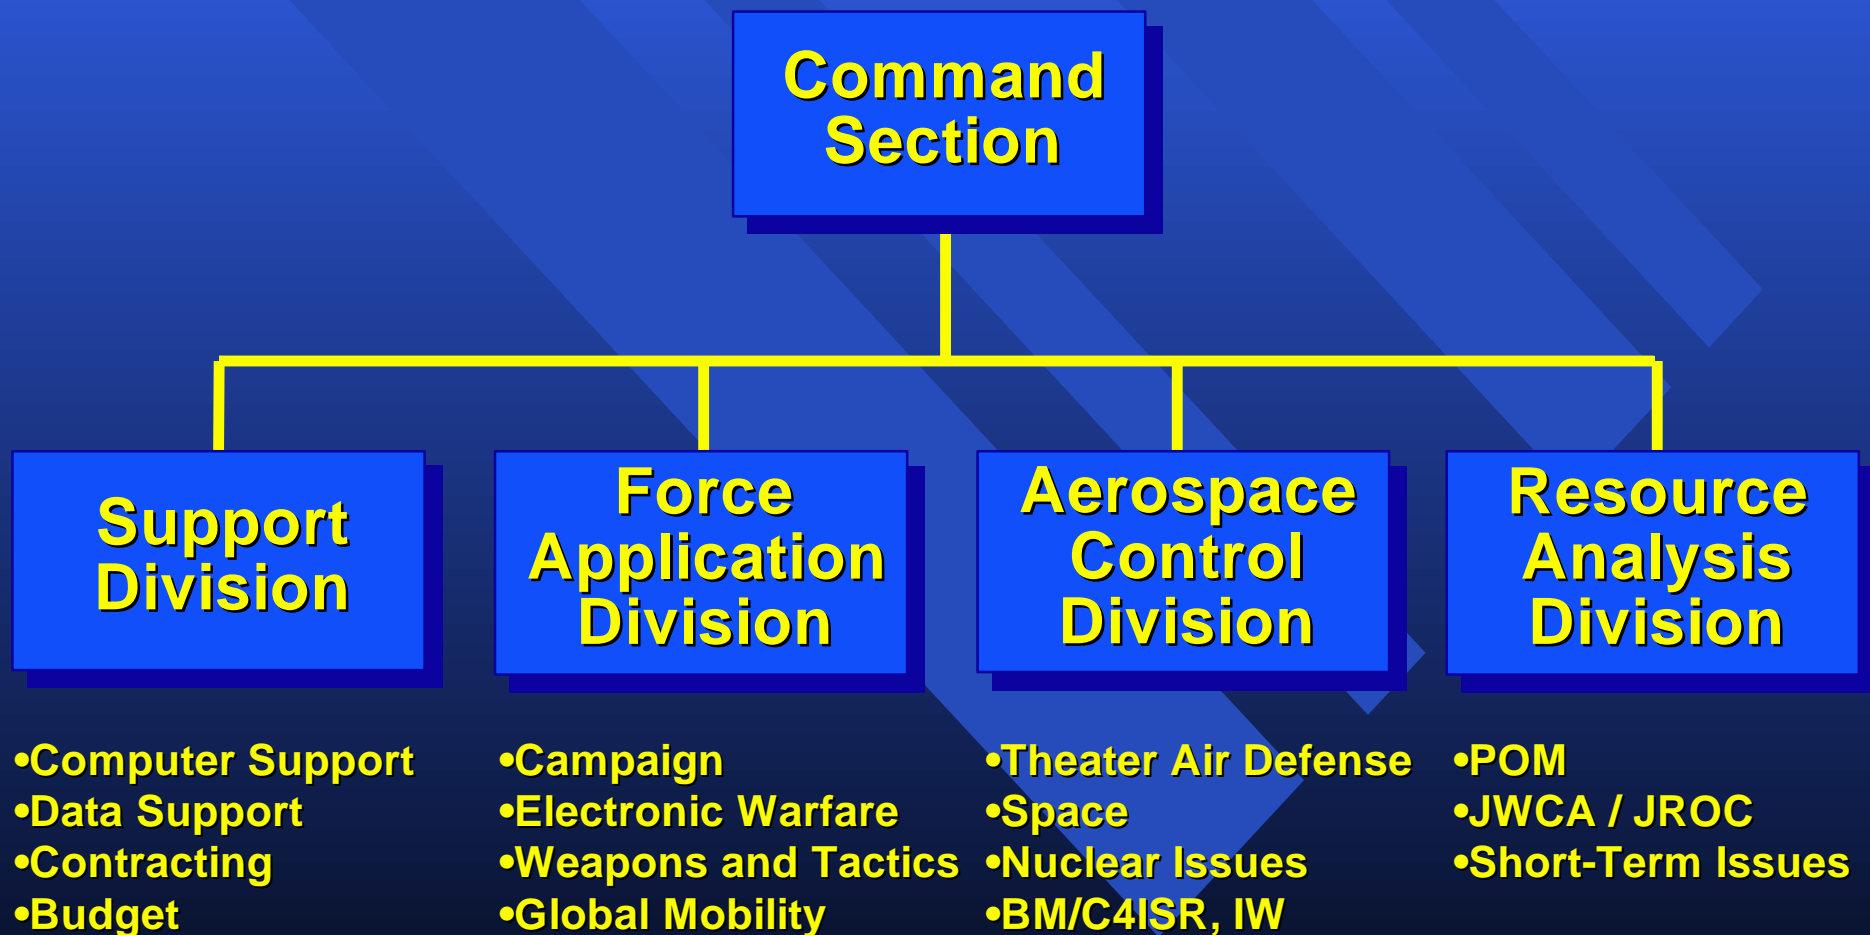 Command
Section
Support
Division
Force
Application
Division
Aerospace
Control
Division
Resource
Analysis
Division
•Computer Support
•Data Support
•Contracting
•Budget
•Campaign
•Electronic Warfare
•Weapons and Tactics
•Global Mobility
•Theater Air Defense
•Space
•Nuclear Issues
•BM/C4ISR, IW
•POM
•JWCA / JROC
•Short-Term Issues